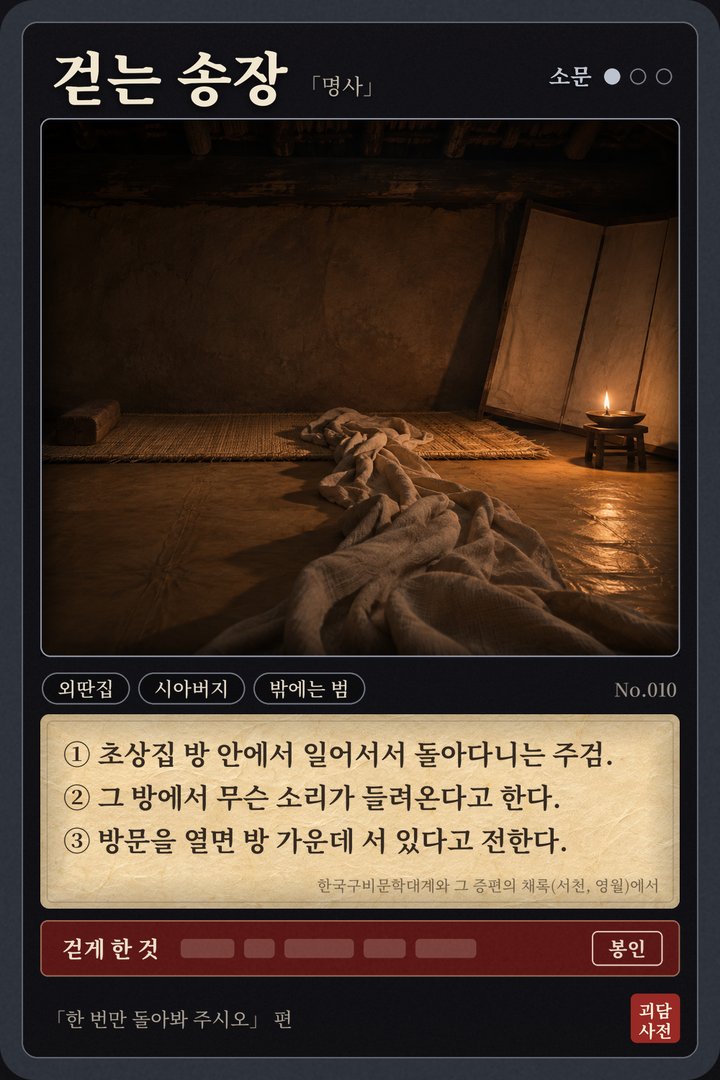 걷는 송장 「명사」
소문
외딴집 시아버지 밖에는 범 No.010
① 초상집 방 안에서 일어서서 돌아다니는 주검.
② 그 방에서 무슨 소리가 들려온다고 한다.
③ 방문을 열면 방 가운데 서 있다고 전한다.
한국구비문학대계와 그 증편의 채록(서천, 영월)에서
걷게 한 것 봉인
「한 번만 돌아봐 주시오」 편
괴담
사전